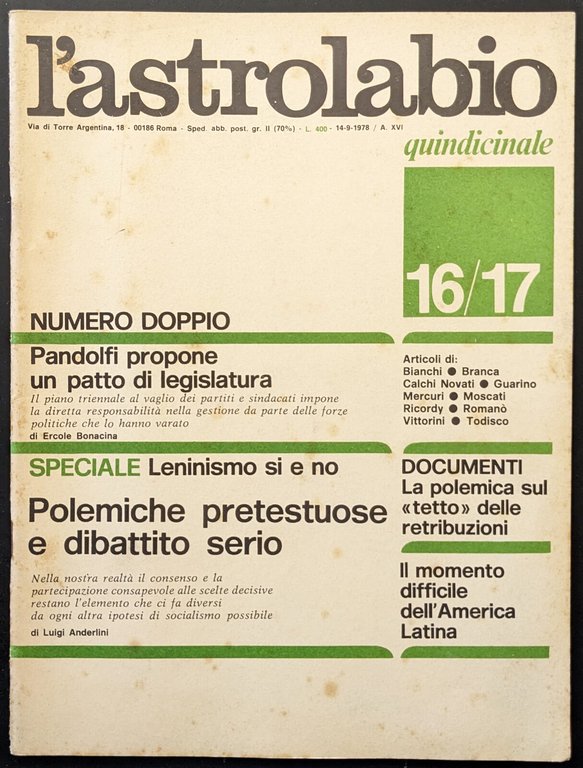 l'astrolabio
Via di Torre Argentina, 18 - 00186 Roma - Sped. abb. post. gr. II (70%) - L. 400 - 14-9-1978 / A. XVI
quindicinale
16/17
NUMERO DOPPIO
Pandolfi propone
un patto di legislatura
Il piano triennale al vaglio dei partiti e sindacati impone
la diretta responsabilità nella gestione da parte delle forze
politiche che lo hanno varato
di Ercole Bonacina
Articoli di:
Bianchi ● Branca
Calchi Novati ● Guarino
Mercuri ● Moscati
Ricordy ● Romanò
Vittorini ● Todisco
SPECIALE Leninismo si e no
Polemiche pretestuose
e dibattito serio
Nella nostra realtà il consenso e la
partecipazione consapevole alle scelte decisive
restano l'elemento che ci fa diversi
da ogni altra ipotesi di socialismo possibile
di Luigi Anderlini
DOCUMENTI
La polemica sul
«tetto» delle
retribuzioni
Il momento
difficile
dell'America
Latina